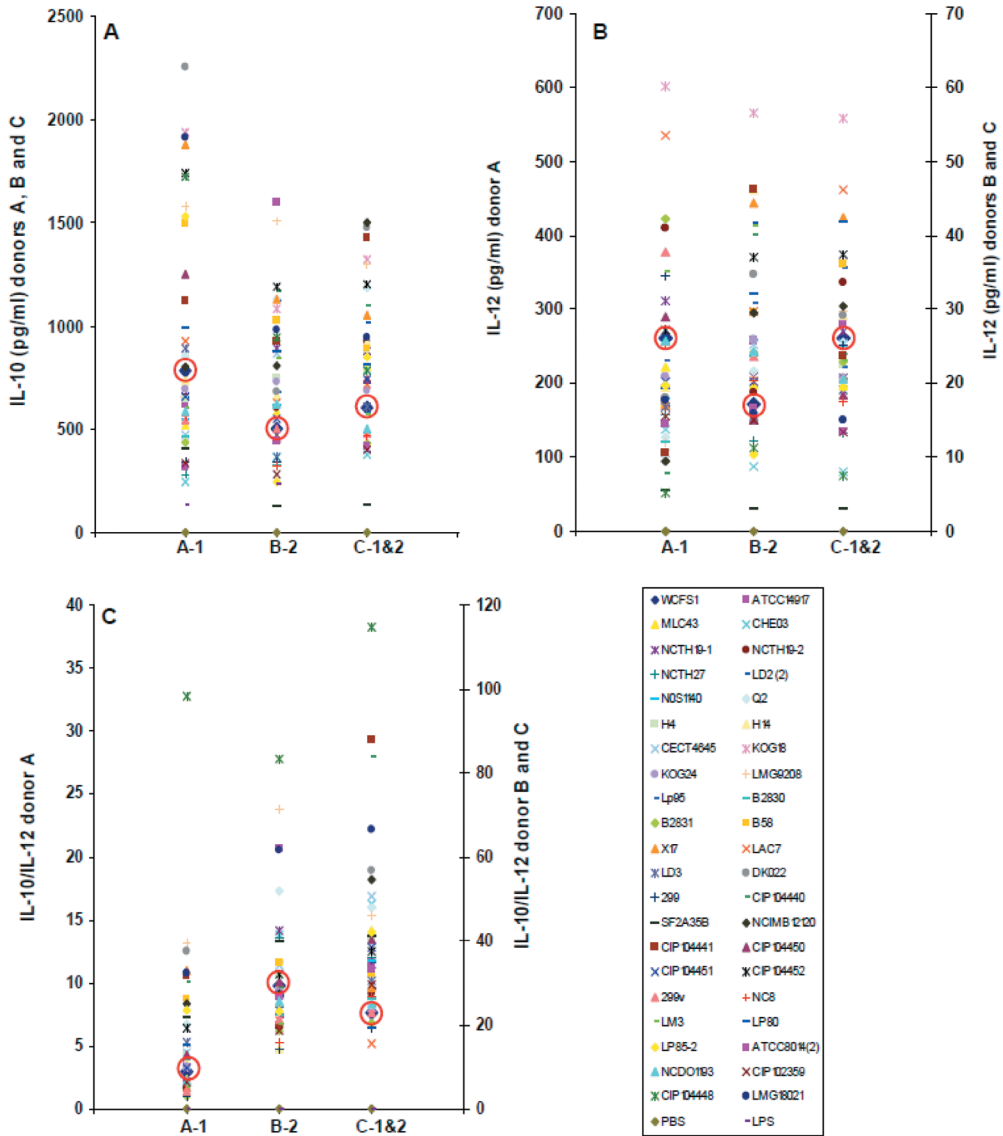 A
IL-10 (pg/ml) donors A, B and C
2500
2000
1500
1000
500
0
A-1 B-2 C-1&2
B
IL-12 (pg/ml) donor A
700
600
500
400
300
200
100
0
70
60
50
40
30
20
10
0
IL-12 (pg/ml) donors B and C
A-1 B-2 C-1&2
C
IL-10/IL-12 donor A
40
35
30
25
20
15
10
5
0
120
100
80
60
40
20
0
IL-10/IL-12 donor B and C
A-1 B-2 C-1&2
WCFS1 ATCC14917
MLC43 CHE03
NCTH19-1 NCTH19-2
NCTH27 LD2 (2)
NOS1140 Q2
H4 H14
CECT4645 KOG18
KOG24 LMG9208
Lp95 B2830
B2831 B58
X17 LAC7
LD3 DK022
299 CIP104440
SF2A35B NCIMB12120
CIP104441 CIP104450
CIP104451 CIP104452
299v NC8
LM3 LP80
LP85-2 ATCC8014(2)
NCDO1193 CIP102359
CIP104448 LMG18021
PBS LPS